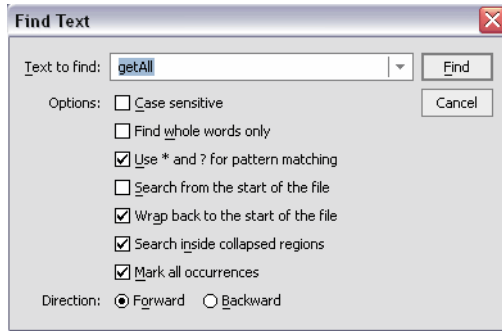 Find Text
Text to find: getAll Find
Options: Case sensitive Cancel
Find whole words only
Use * and ? for pattern matching
Search from the start of the file
Wrap back to the start of the file
Search inside collapsed regions
Mark all occurrences
Direction: Forward Backward